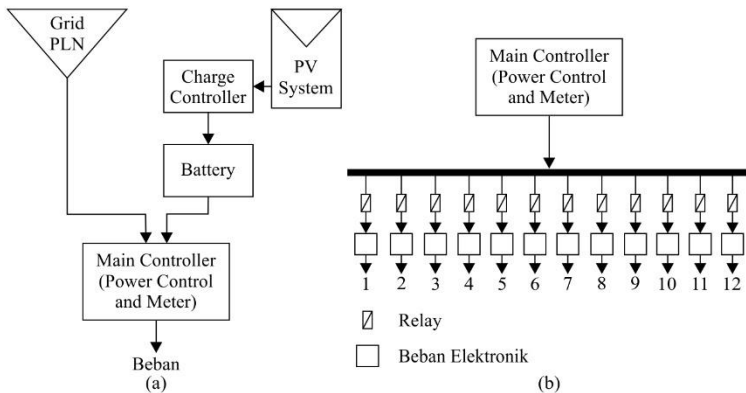 Grid
PLN
PV
System
Charge
Controller
Battery
Main Controller
(Power Control
and Meter)
Beban
(a)
Main Controller
(Power Control
and Meter)
1 2 3 4 5 6 7 8 9 10 11 12
Relay
Beban Elektronik
(b)